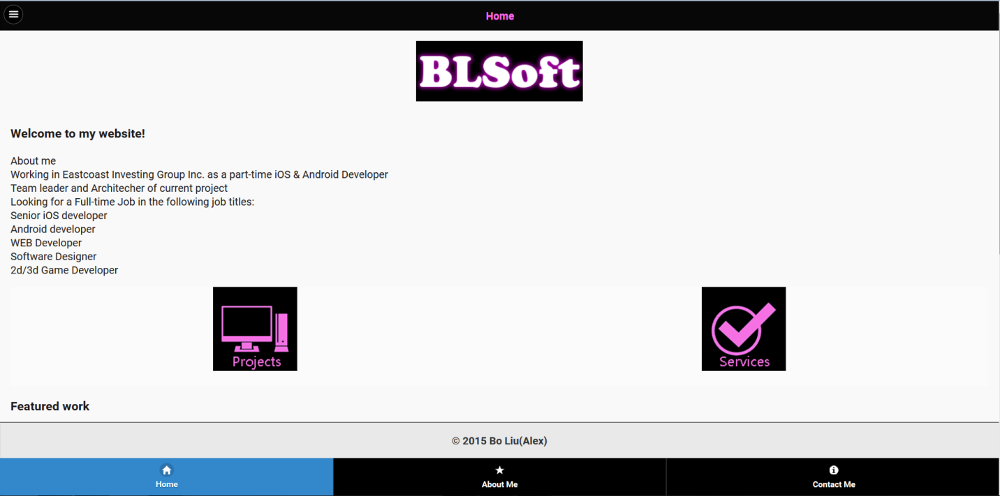 Home
BLSoft
Welcome to my website!
About me
Working in Eastcoast Investing Group Inc. as a part-time iOS & Android Developer
Team leader and Architecher of current project
Looking for a Full-time Job in the following job titles:
Senior iOS developer
Android developer
WEB Developer
Software Designer
2d/3d Game Developer
Projects
Services
Featured work
© 2015 Bo Liu(Alex)
Home
About Me
Contact Me